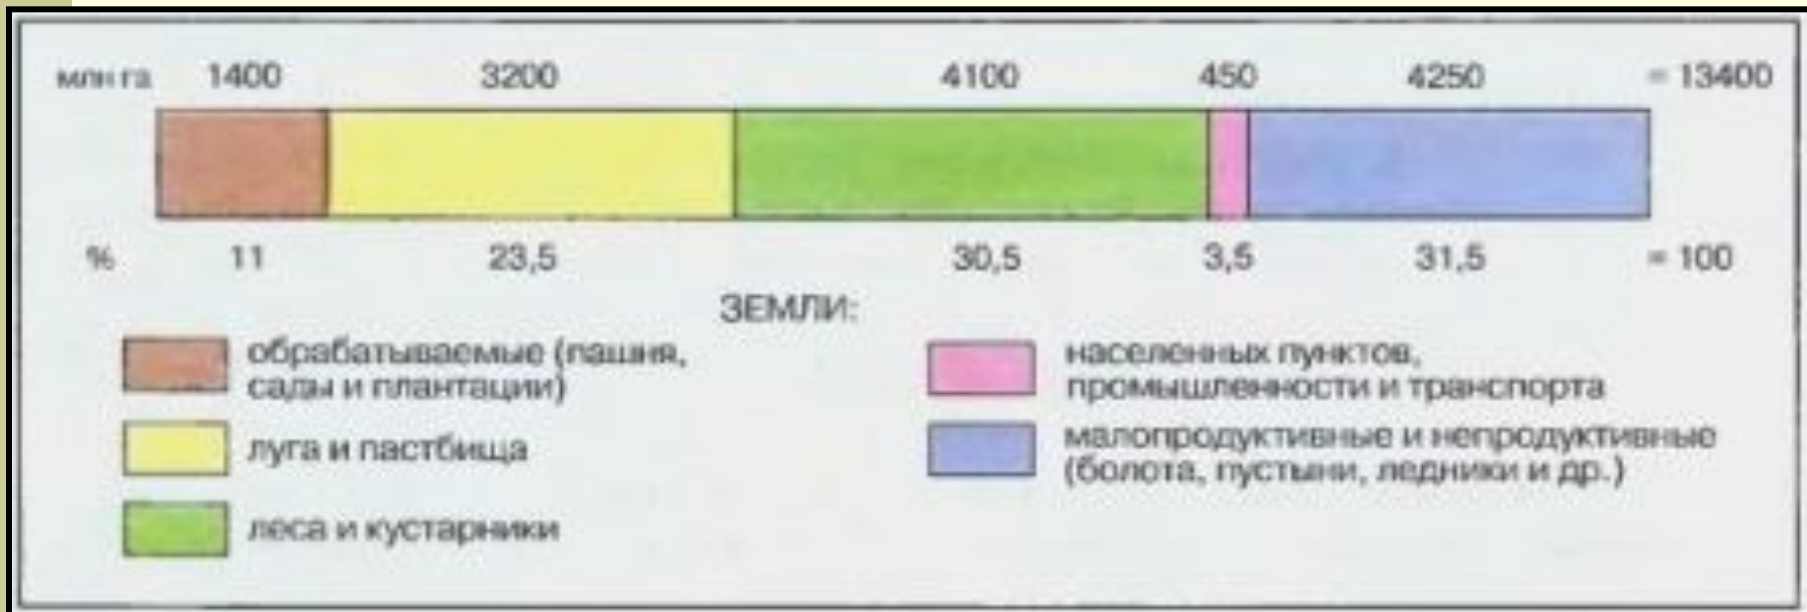 млн га 1400 3200 4100 450 4250 = 13400
% 11 23,5 30,5 3,5 31,5 = 100
ЗЕМЛИ:
обрабатываемые (пашня,
сады и плантации)
луга и пастбища
леса и кустарники
населенных пунктов,
промышленности и транспорта
малопродуктивные и непродуктивные
(болота, пустыни, ледники и др.)